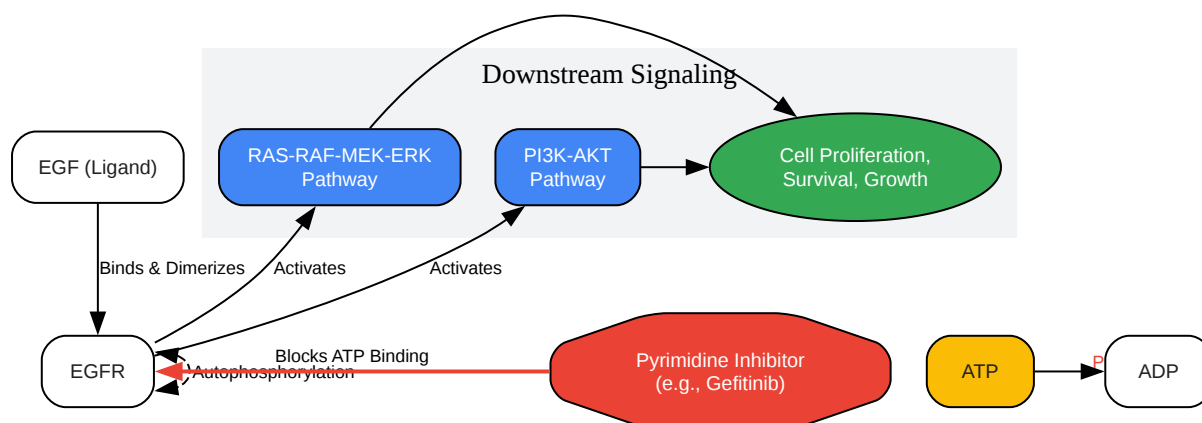 Downstream Signaling
EGF (Ligand)
RAS-RAF-MEK-ERK
Pathway
PI3K-AKT
Pathway
Cell Proliferation,
Survival, Growth
Binds & Dimerizes
Activates
Activates
EGFR
Autophosphorylation
Blocks ATP Binding
Pyrimidine Inhibitor
(e.g., Gefitinib)
ATP
P
ADP